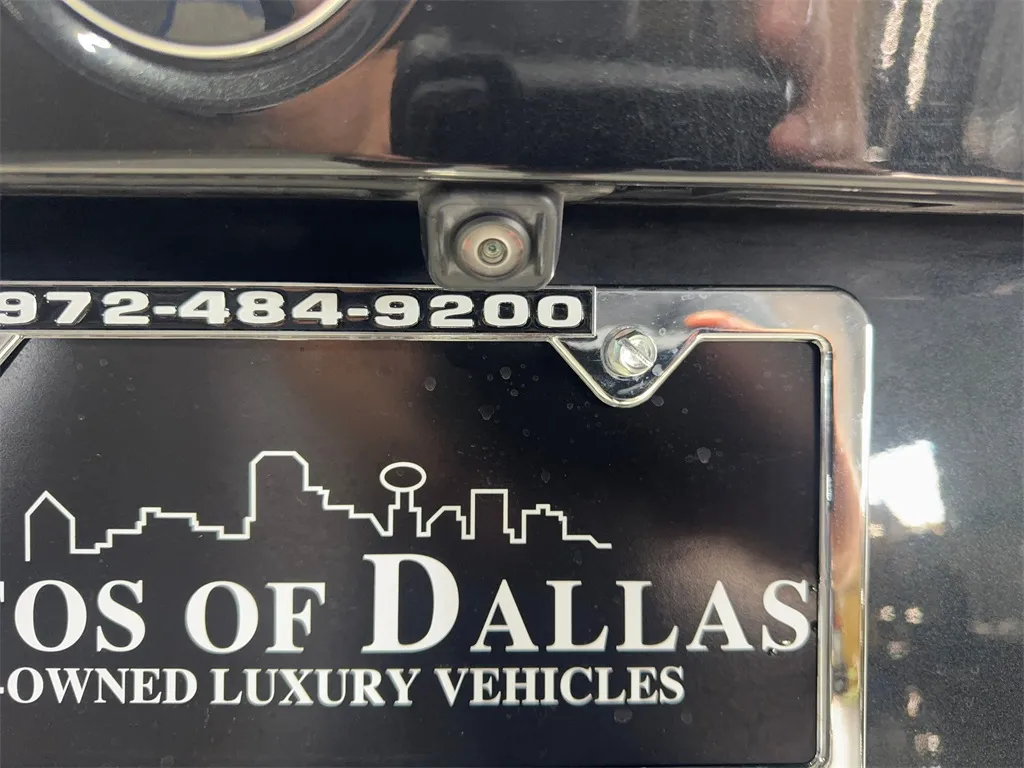 972-484-9200
TOS OF DALLAS
-OWNED LUXURY VEHICLES